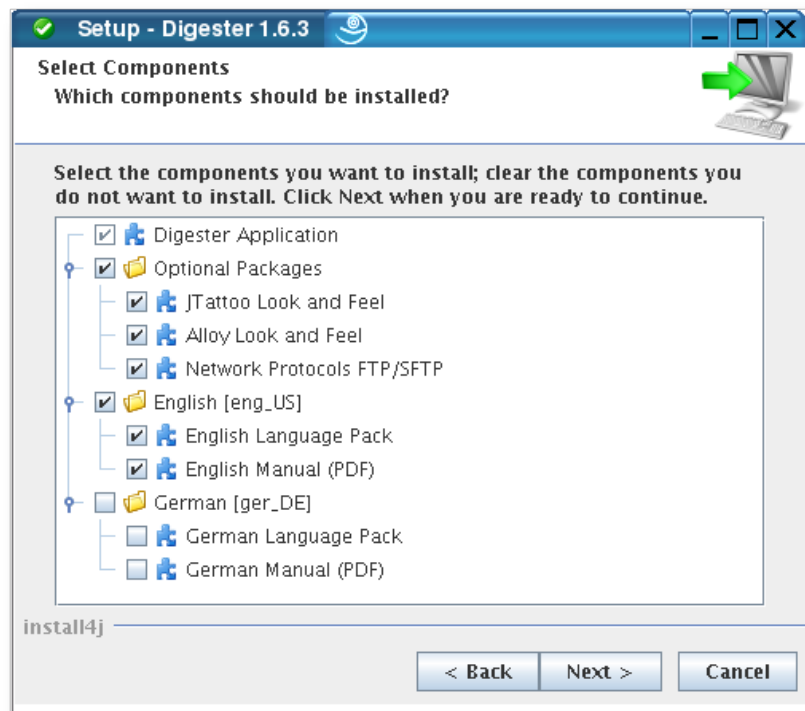 Setup - Digester 1.6.3
Select Components
Which components should be installed?
Select the components you want to install; clear the components you
do not want to install. Click Next when you are ready to continue.
Digester Application
Optional Packages
JTattoo Look and Feel
Alloy Look and Feel
Network Protocols FTP/SFTP
English [eng_US]
English Language Pack
English Manual (PDF)
German [ger_DE]
German Language Pack
German Manual (PDF)
install4j
< Back Next > Cancel